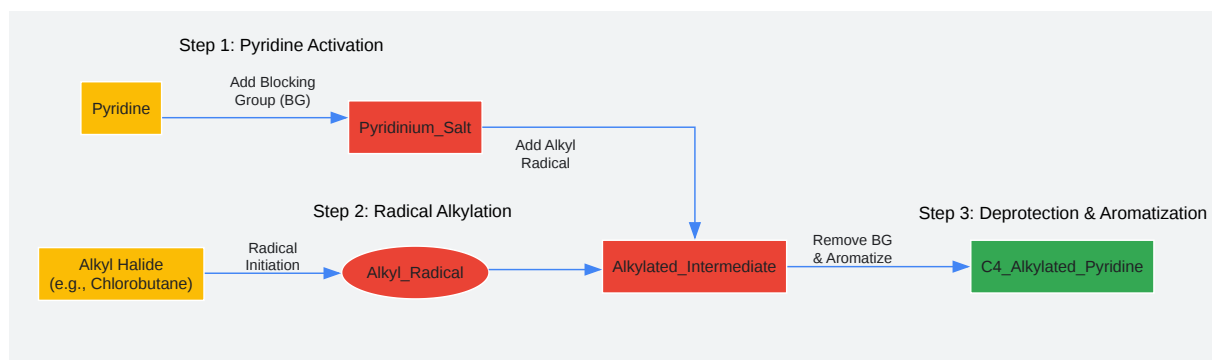 Step 1: Pyridine Activation
Add Blocking
Group (BG)
Pyridine
Pyridinium_Salt
Add Alkyl
Radical
Step 2: Radical Alkylation
Step 3: Deprotection & Aromatization
Radical
Initiation
Remove BG
& Aromatize
Alkyl Halide
(e.g., Chlorobutane)
Alkyl_Radical
Alkylated_Intermediate
C4_Alkylated_Pyridine